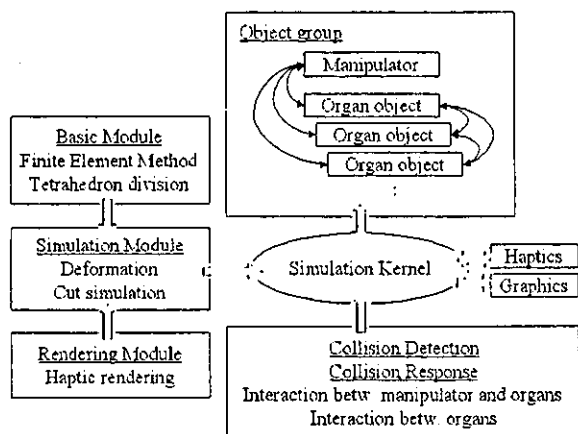 Object group
Manipulator
Organ object
Organ object
Organ object
Basic Module
Finite Element Method
Tetrahedron division
Simulation Module
Deformation
Cut simulation
Simulation Kernel
Haptics
Graphics
Rendering Module
Haptic rendering
Collision Detection
Collision Response
Interaction betw. manipulator and organs
Interaction betw. organs